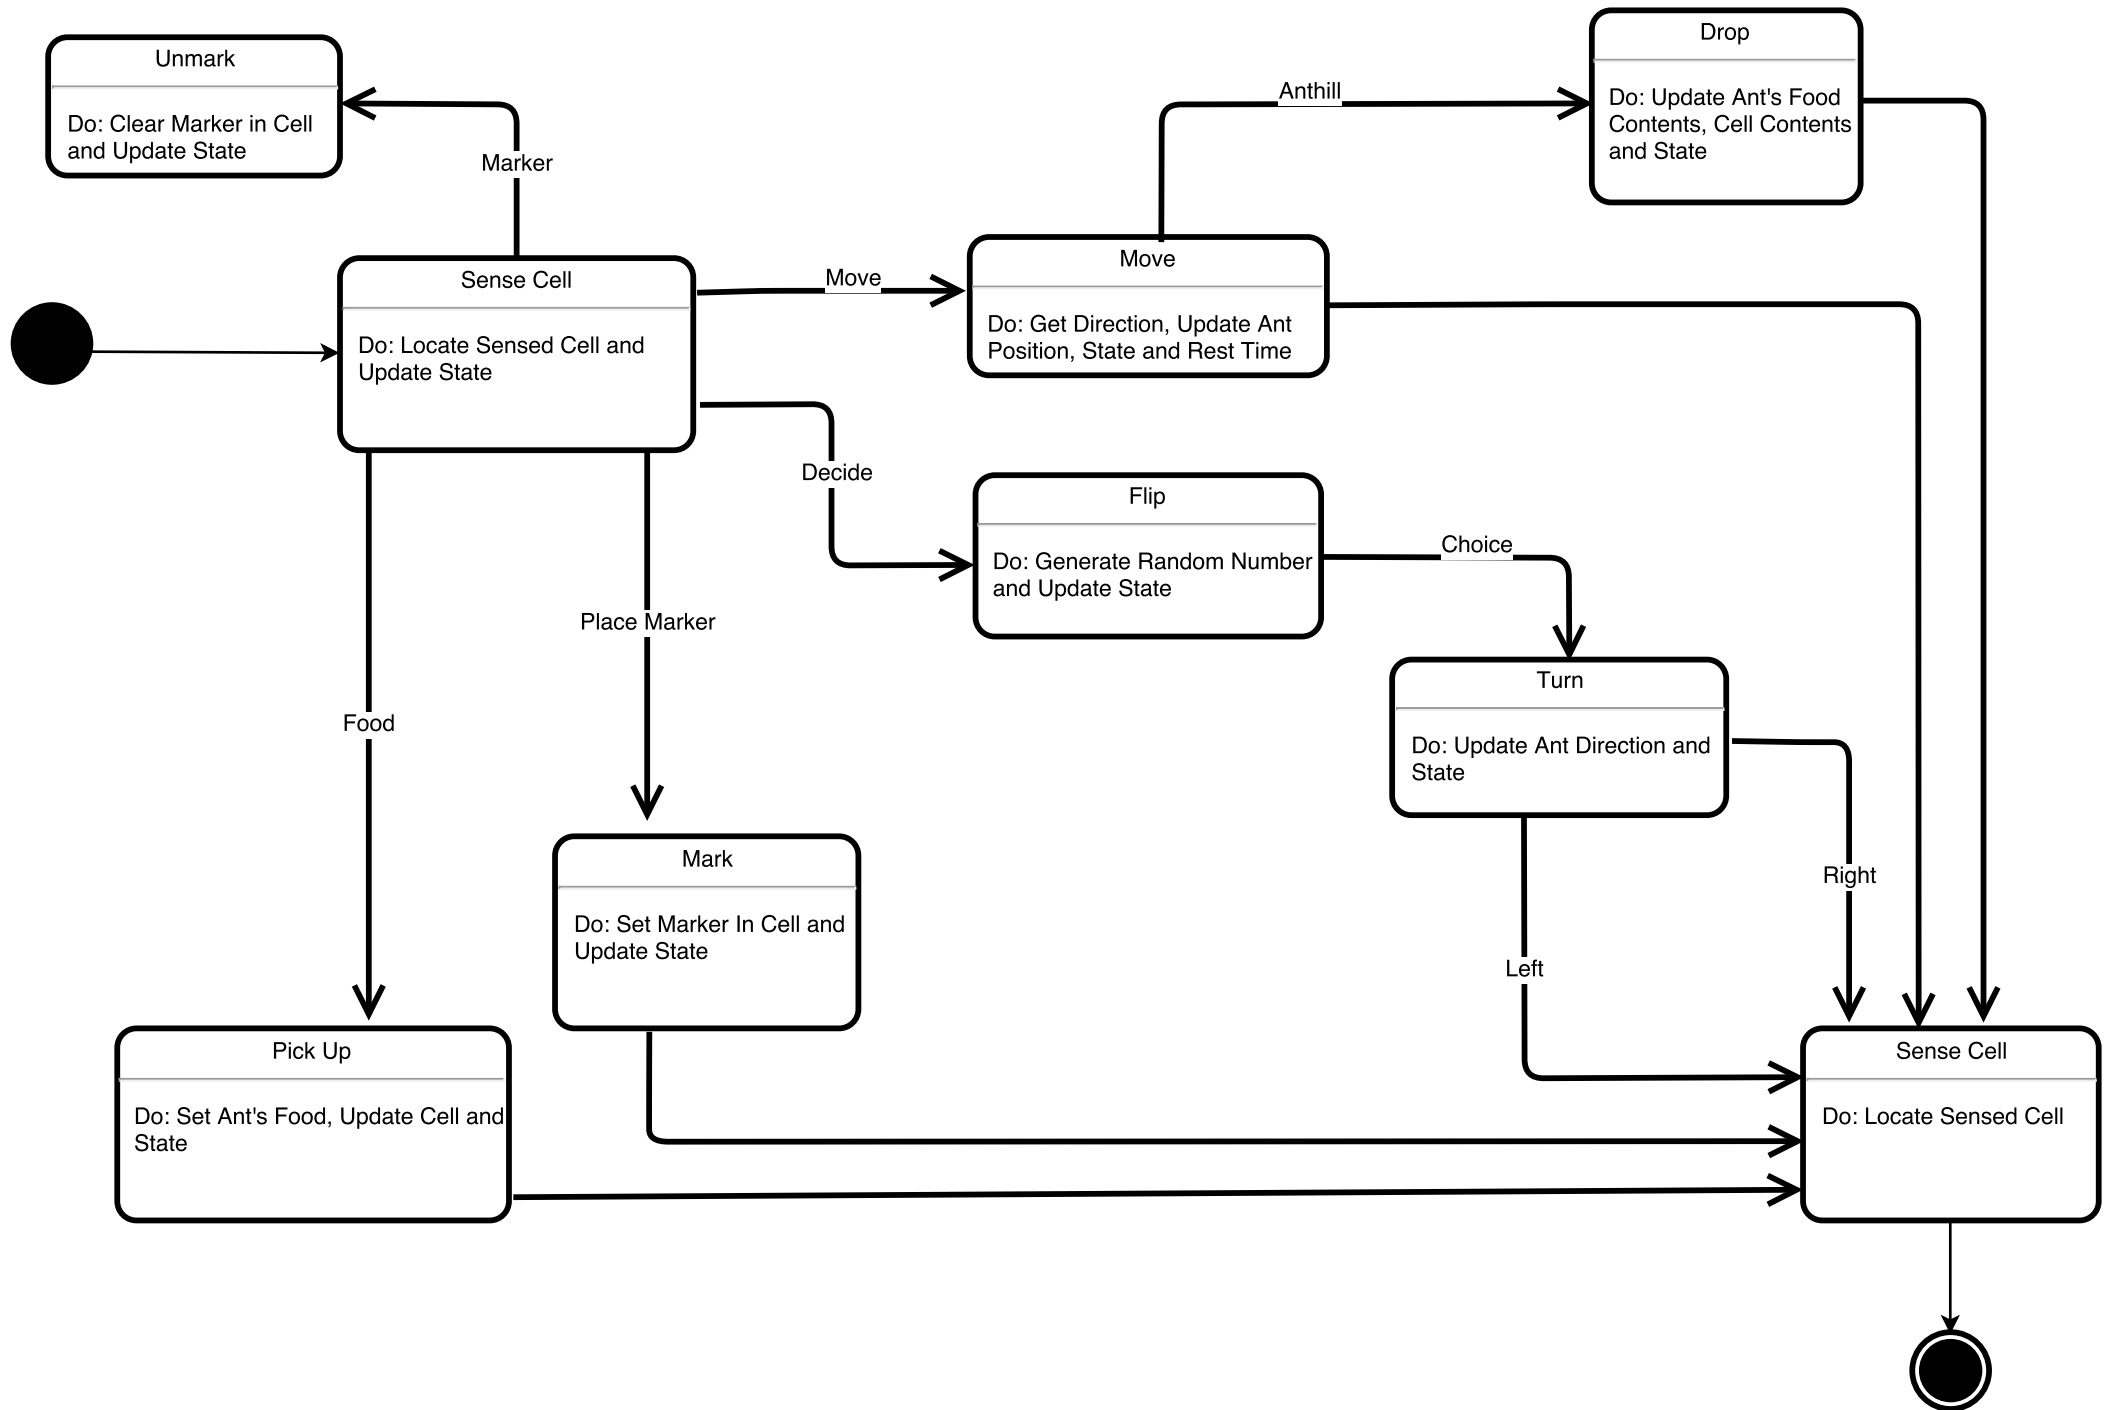 Unmark
Do: Clear Marker in Cell
and Update State
Marker
Sense Cell
Do: Locate Sensed Cell and
Update State
Move
Move
Do: Get Direction, Update Ant
Position, State and Rest Time
Anthill
Drop
Do: Update Ant's Food
Contents, Cell Contents
and State
Decide
Flip
Do: Generate Random Number
and Update State
Choice
Turn
Do: Update Ant Direction and
State
Place Marker
Food
Mark
Do: Set Marker In Cell and
Update State
Right
Left
Pick Up
Do: Set Ant's Food, Update Cell and
State
Sense Cell
Do: Locate Sensed Cell